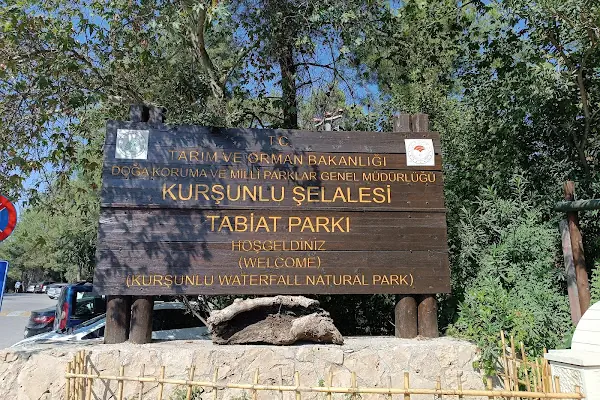 T.C.
TARIM VE ORMAN BAKANLIĞI
DOĞA KORUMA VE MİLLİ PARKLAR GENEL MÜDÜRLÜĞÜ
KURŞUNLU ŞELALESİ
TABİAT PARKI
HOŞGELDİNİZ
(WELCOME)
(KURŞUNLU WATERFALL NATURAL PARK)